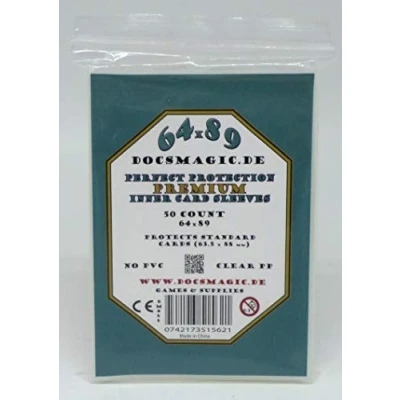 64x89
DOCSMAGIC.DE
PERFECT PROTECTION
PREMIUM
INNER CARD SLEEVES
50 COUNT
64x89
PROTECTS STANDARD
CARDS (63.5 x 88 mm)
NO PVC CLEAR PP
WWW.DOCSMAGIC.DE
GAMES & SUPPLIES
CE
0742173515621
Made in China